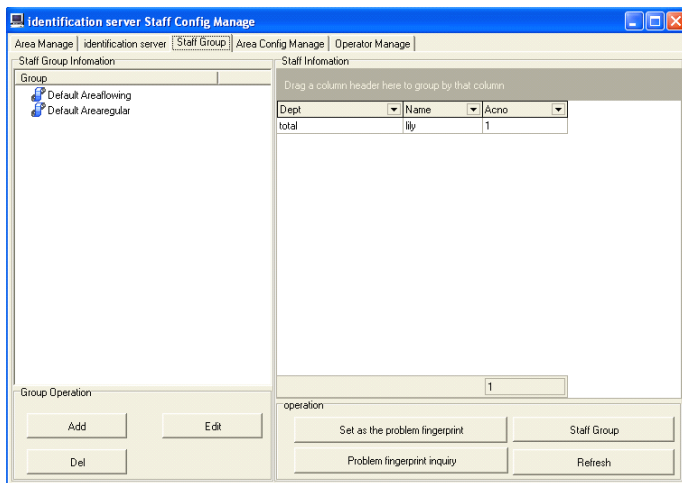 identification server Staff Config Manage
Area Manage identification server Staff Group Area Config Manage Operator Manage
Staff Group Infomation
Group
Default Areaflowing
Default Arearegular
Staff Infomation
Drag a column header here to group by that column
Dept Name Acno
total lily 1
1
Group Operation
Add Edit
Del
operation
Set as the problem fingerprint Staff Group
Problem fingerprint inquiry Refresh